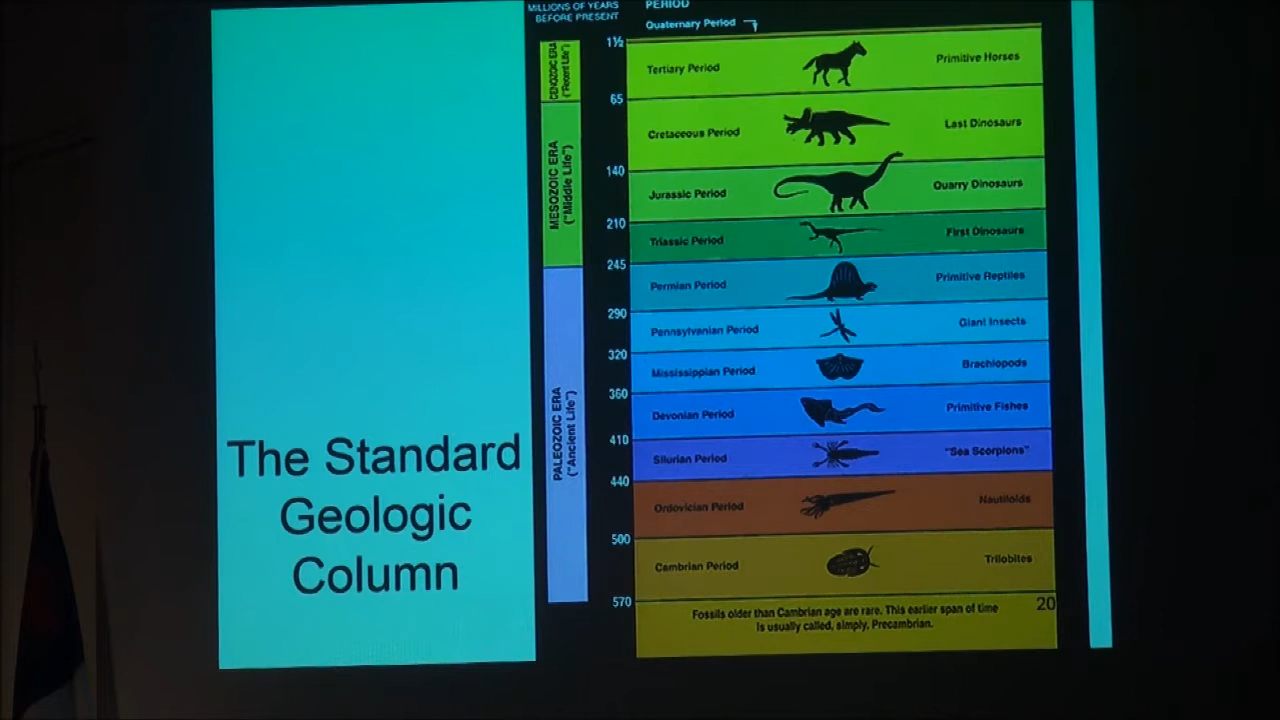 The Standard
Geologic
Column
MILLIONS OF YEARS
BEFORE PRESENT
PERIOD
Quaternary Period
CENOZOIC ERA
("Recent Life")
MESOZOIC ERA
("Middle Life")
PALEOZOIC ERA
("Ancient Life")
1½
Tertiary Period Primitive Horses
65
Cretaceous Period Last Dinosaurs
140
Jurassic Period Quarry Dinosaurs
210
Triassic Period First Dinosaurs
245
Permian Period Primitive Reptiles
290
Pennsylvanian Period Giant Insects
320
Mississippian Period Brachiopods
360
Devonian Period Primitive Fishes
410
Silurian Period "Sea Scorpions"
440
Ordovician Period Nautiloids
500
Cambrian Period Trilobites
570
Fossils older than Cambrian age are rare. This earlier span of time
is usually called, simply, Precambrian.
20